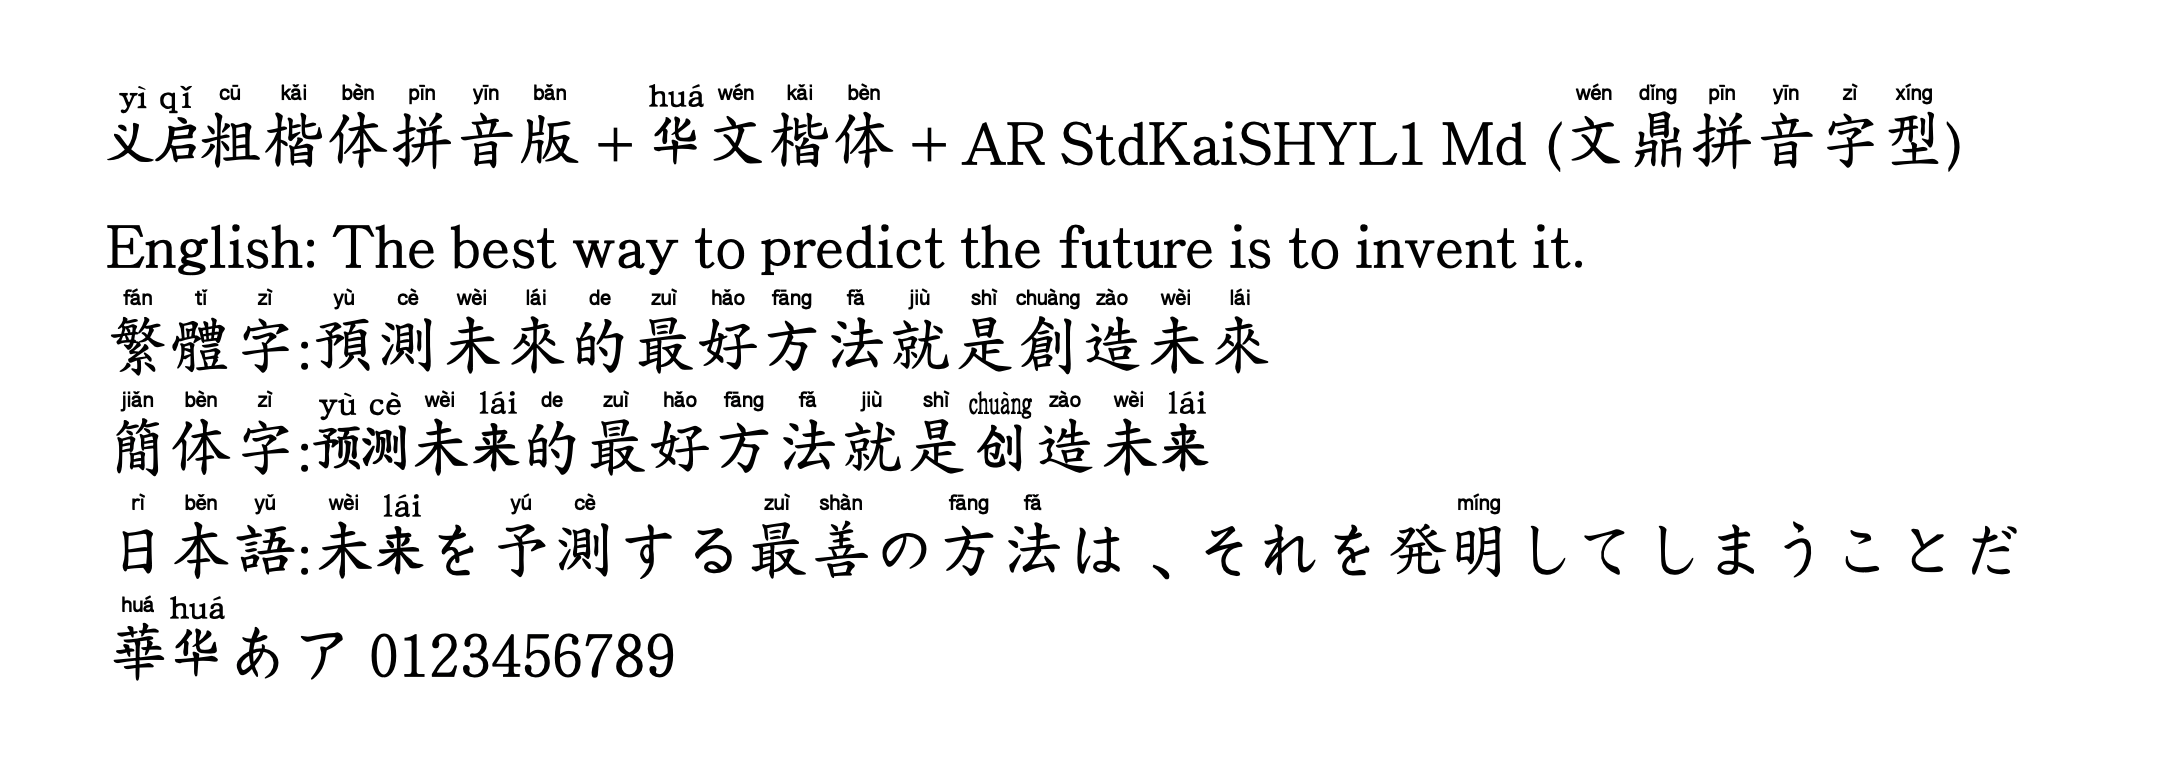 yì qǐ cū kǎi bèn pīn yīn bǎn huá wén kǎi bèn wén dǐng pīn yīn zì xíng
义启粗楷体拼音版 + 华文楷体 + AR StdKaiSHYL1 Md (文鼎拼音字型)
English: The best way to predict the future is to invent it.
fán tǐ zì yù cè wèi lái de zuì hǎo fāng fǎ jiù shì chuàng zào wèi lái
繁體字:預測未來的最好方法就是創造未來
jiǎn bèn zì yù cè wèi lái de zuì hǎo fāng fǎ jiù shì chuàng zào wèi lái
簡体字:预测未来的最好方法就是创造未来
rì běn yǔ wèi lái yú cè zuì shàn fāng fǎ míng
日本語:未来を予測する最善の方法は、それを発明してしまうことだ
huá huá
華华あア 0123456789